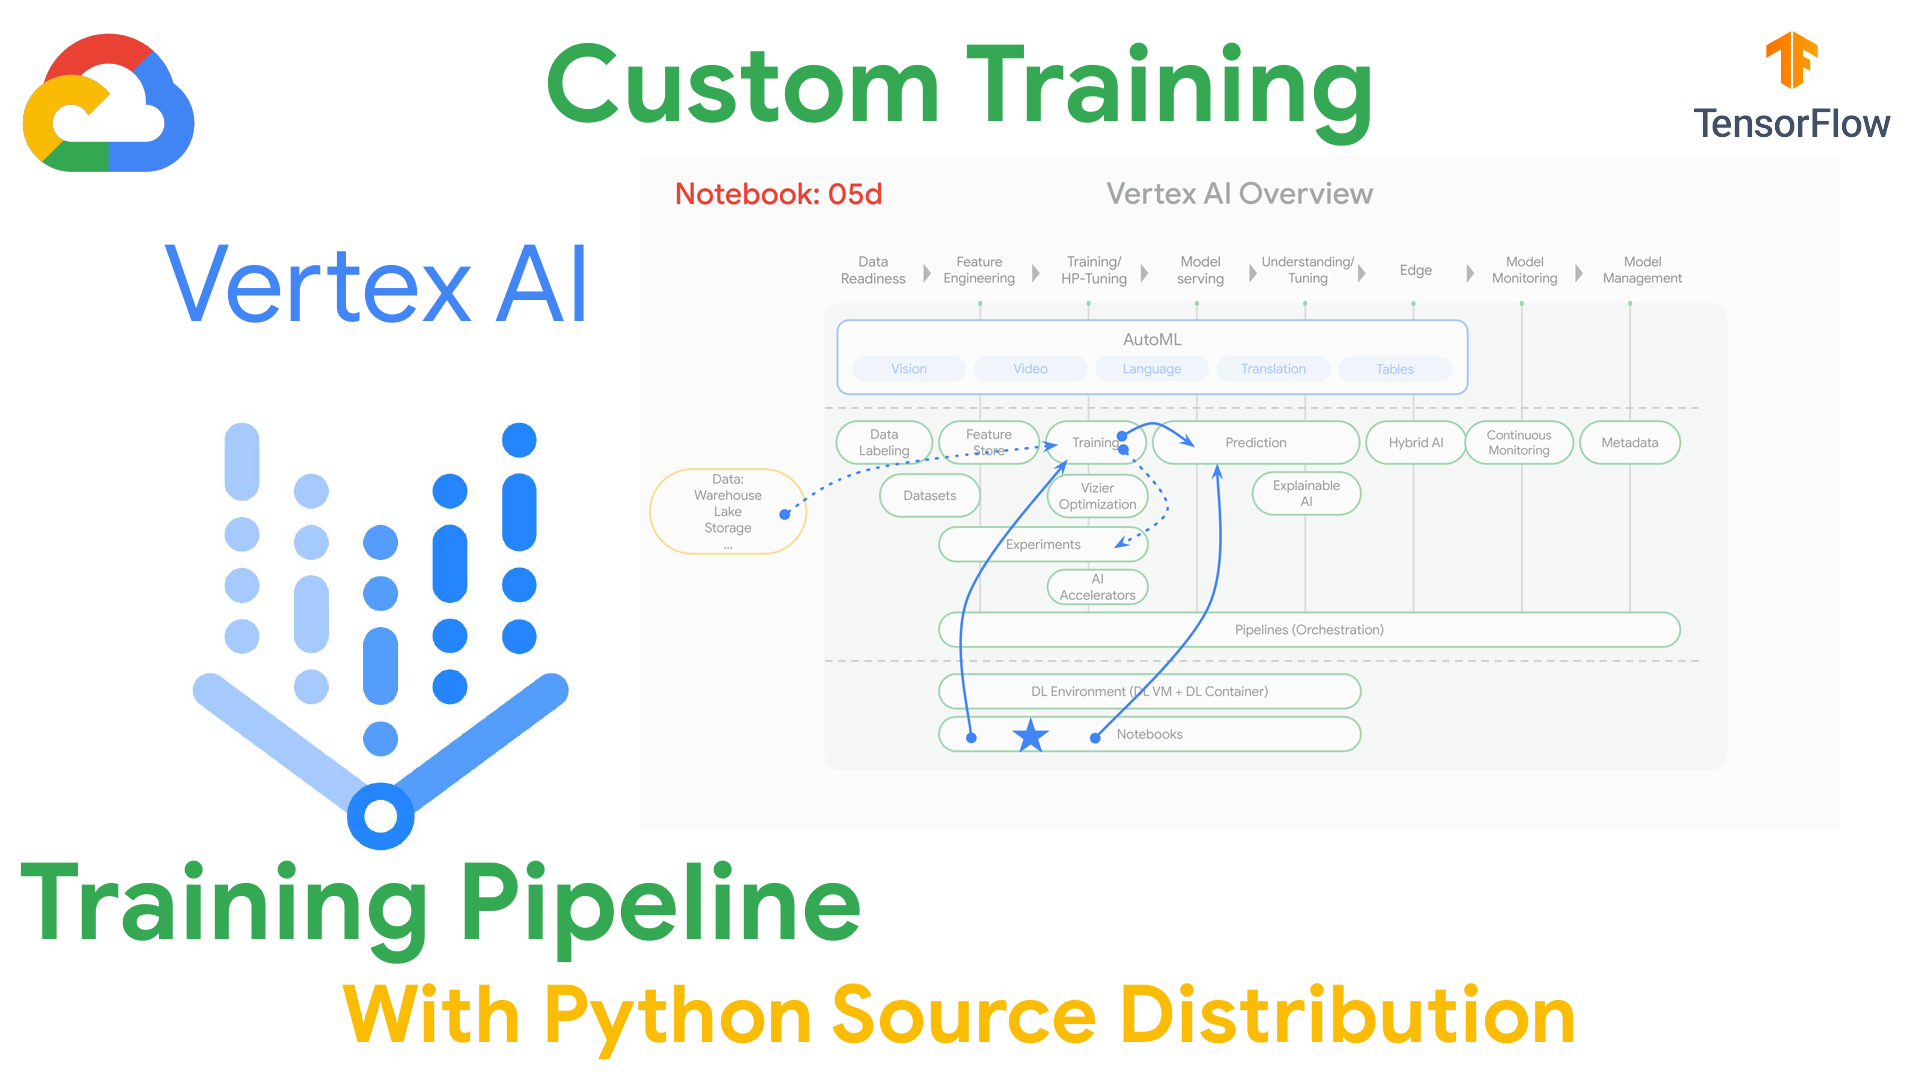 Custom Training
TensorFlow
Notebook: 05d
Vertex AI Overview
Vertex AI
Data
Readiness
Feature
Engineering
Training/
HP-Tuning
Model
serving
Understanding/
Tuning
Edge
Model
Monitoring
Model
Management
AutoML
Vision
Video
Language
Translation
Tables
Data
Labeling
Feature
Store
Training
Prediction
Hybrid AI
Continuous
Monitoring
Metadata
Data:
Warehouse
Lake
Storage
...
Datasets
Vizier
Optimization
Explainable
AI
Experiments
AI
Accelerators
Pipelines (Orchestration)
DL Environment (DL VM + DL Container)
Notebooks
Training Pipeline
With Python Source Distribution